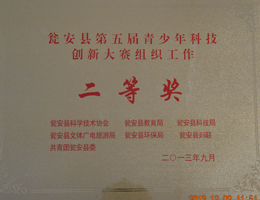 瓮安县第五届青少年科技
创新大赛组织工作
二等奖
瓮安县科学技术协会 瓮安县教育局 瓮安县科技局
瓮安县文体广电旅游局 瓮安县环保局 瓮安县妇联
共青团瓮安县委
二〇一三年九月